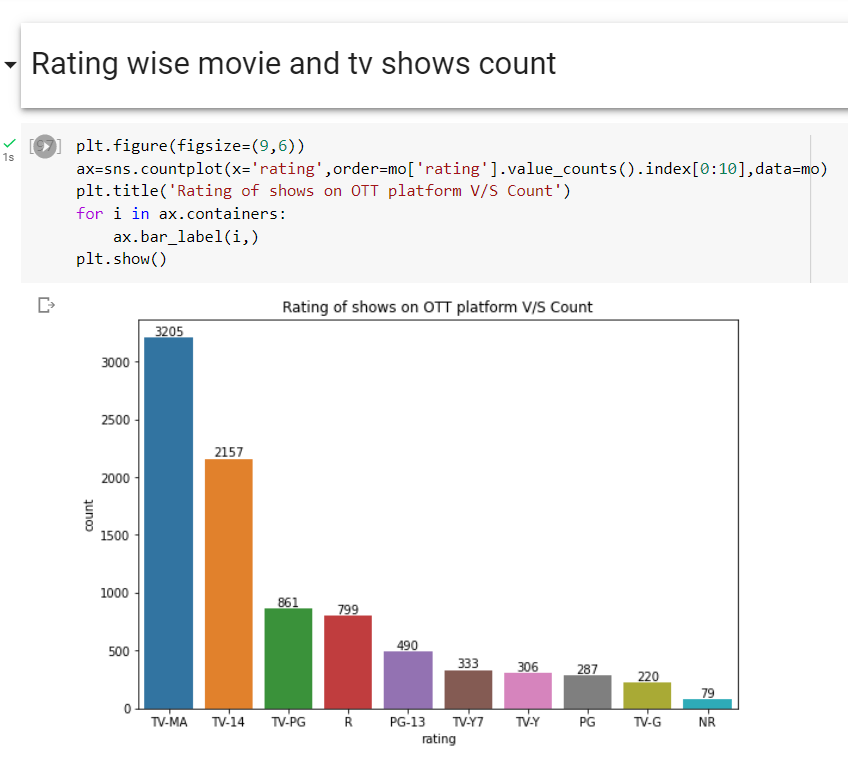 Rating wise movie and tv shows count
[97] plt.figure(figsize=(9,6))
1s
ax=sns.countplot(x='rating',order=mo['rating'].value_counts().index[0:10],data=mo)
plt.title('Rating of shows on OTT platform V/S Count')
for i in ax.containers:
    ax.bar_label(i,)
plt.show()
Rating of shows on OTT platform V/S Count
3205
2157
861
799
490
333
306
287
220
79
3000
2500
2000
1500
1000
500
0
count
TV-MA TV-14 TV-PG R PG-13 TV-Y7 TV-Y PG TV-G NR
rating